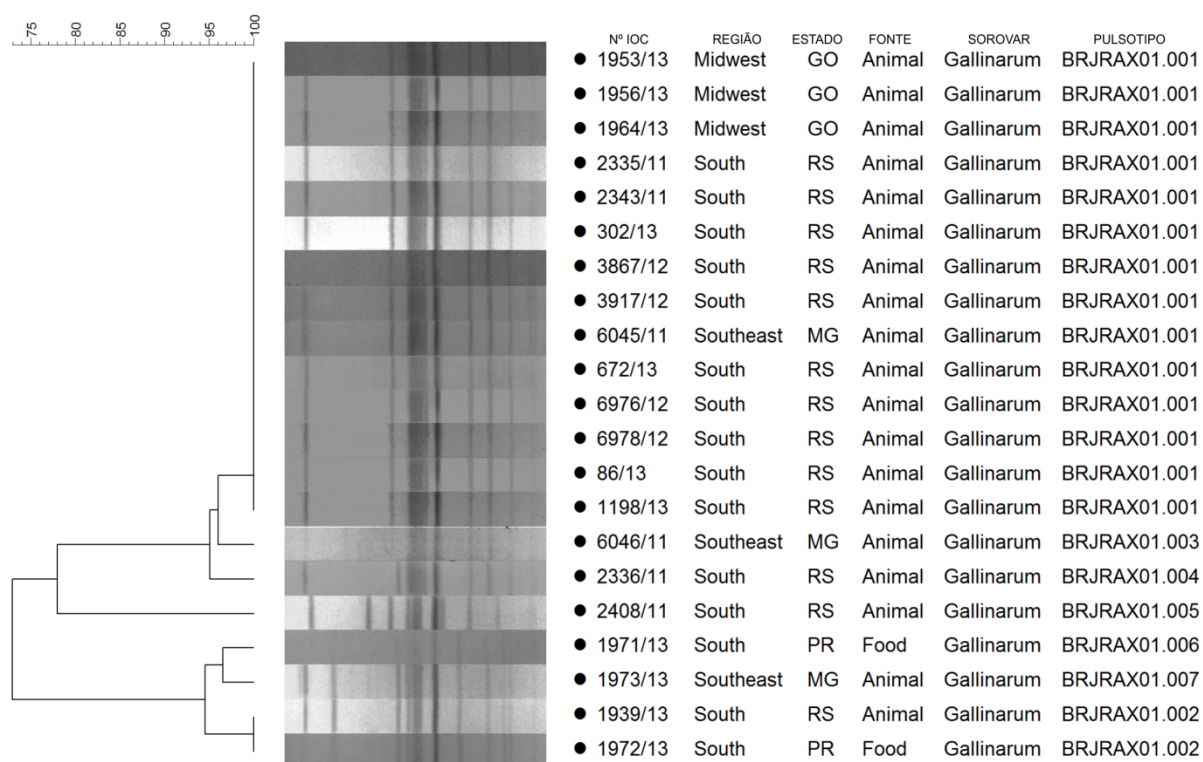 75 80 85 90 95 100
Nº IOC REGIÃO ESTADO FONTE SOROVAR PULSOTIPO
1953/13 Midwest GO Animal Gallinarum BRJRAX01.001
1956/13 Midwest GO Animal Gallinarum BRJRAX01.001
1964/13 Midwest GO Animal Gallinarum BRJRAX01.001
2335/11 South RS Animal Gallinarum BRJRAX01.001
2343/11 South RS Animal Gallinarum BRJRAX01.001
302/13 South RS Animal Gallinarum BRJRAX01.001
3867/12 South RS Animal Gallinarum BRJRAX01.001
3917/12 South RS Animal Gallinarum BRJRAX01.001
6045/11 Southeast MG Animal Gallinarum BRJRAX01.001
672/13 South RS Animal Gallinarum BRJRAX01.001
6976/12 South RS Animal Gallinarum BRJRAX01.001
6978/12 South RS Animal Gallinarum BRJRAX01.001
86/13 South RS Animal Gallinarum BRJRAX01.001
1198/13 South RS Animal Gallinarum BRJRAX01.001
6046/11 Southeast MG Animal Gallinarum BRJRAX01.003
2336/11 South RS Animal Gallinarum BRJRAX01.004
2408/11 South RS Animal Gallinarum BRJRAX01.005
1971/13 South PR Food Gallinarum BRJRAX01.006
1973/13 Southeast MG Animal Gallinarum BRJRAX01.007
1939/13 South RS Animal Gallinarum BRJRAX01.002
1972/13 South PR Food Gallinarum BRJRAX01.002